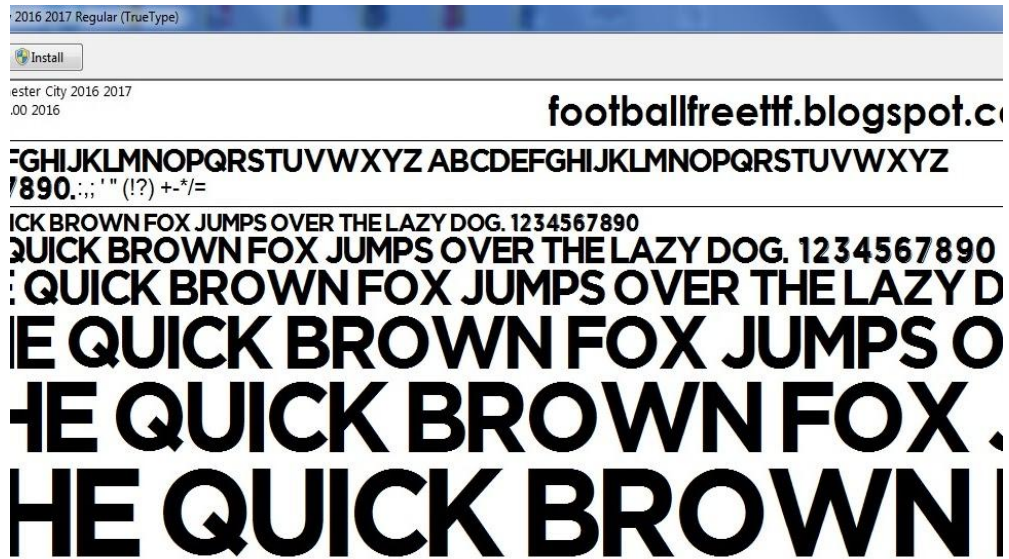 2016 2017 Regular (TrueType)
Install
ester City 2016 2017
.00 2016
footballfreettf.blogspot.c
FGHIJKLMNOPQRSTUVWXYZ ABCDEFGHIJKLMNOPQRSTUVWXYZ
7890.:,; ' " (!?) +-*/=
ICK BROWN FOX JUMPS OVER THE LAZY DOG. 1234567890
QUICK BROWN FOX JUMPS OVER THE LAZY DOG. 1234567890
E QUICK BROWN FOX JUMPS OVER THE LAZY D
E QUICK BROWN FOX JUMPS O
HE QUICK BROWN FOX J
HE QUICK BROWN